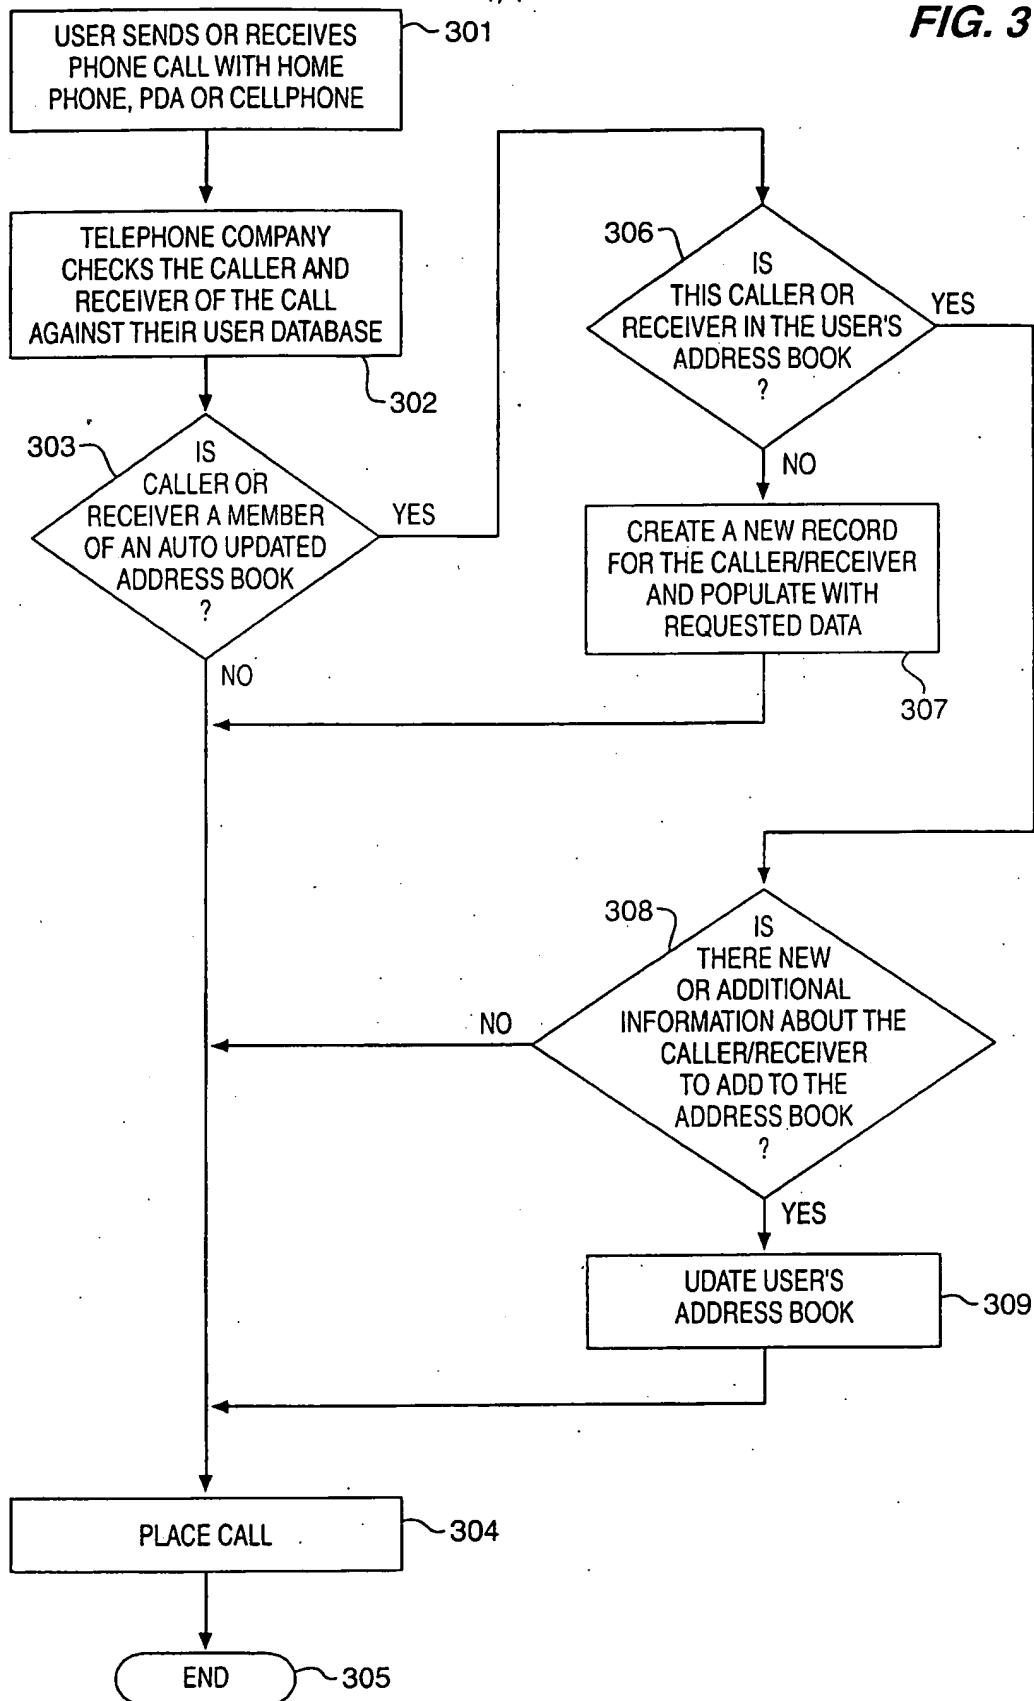 FIG. 3
USER SENDS OR RECEIVES
PHONE CALL WITH HOME
PHONE, PDA OR CELLPHONE
301
TELEPHONE COMPANY
CHECKS THE CALLER AND
RECEIVER OF THE CALL
AGAINST THEIR USER DATABASE
302
303
IS
CALLER OR
RECEIVER A MEMBER
OF AN AUTO UPDATED
ADDRESS BOOK
?
YES
NO
306
IS
THIS CALLER OR
RECEIVER IN THE USER'S
ADDRESS BOOK
?
YES
NO
CREATE A NEW RECORD
FOR THE CALLER/RECEIVER
AND POPULATE WITH
REQUESTED DATA
307
308
IS
THERE NEW
OR ADDITIONAL
INFORMATION ABOUT THE
CALLER/RECEIVER
TO ADD TO THE
ADDRESS BOOK
?
NO
YES
UDATE USER'S
ADDRESS BOOK
309
PLACE CALL
304
END
305